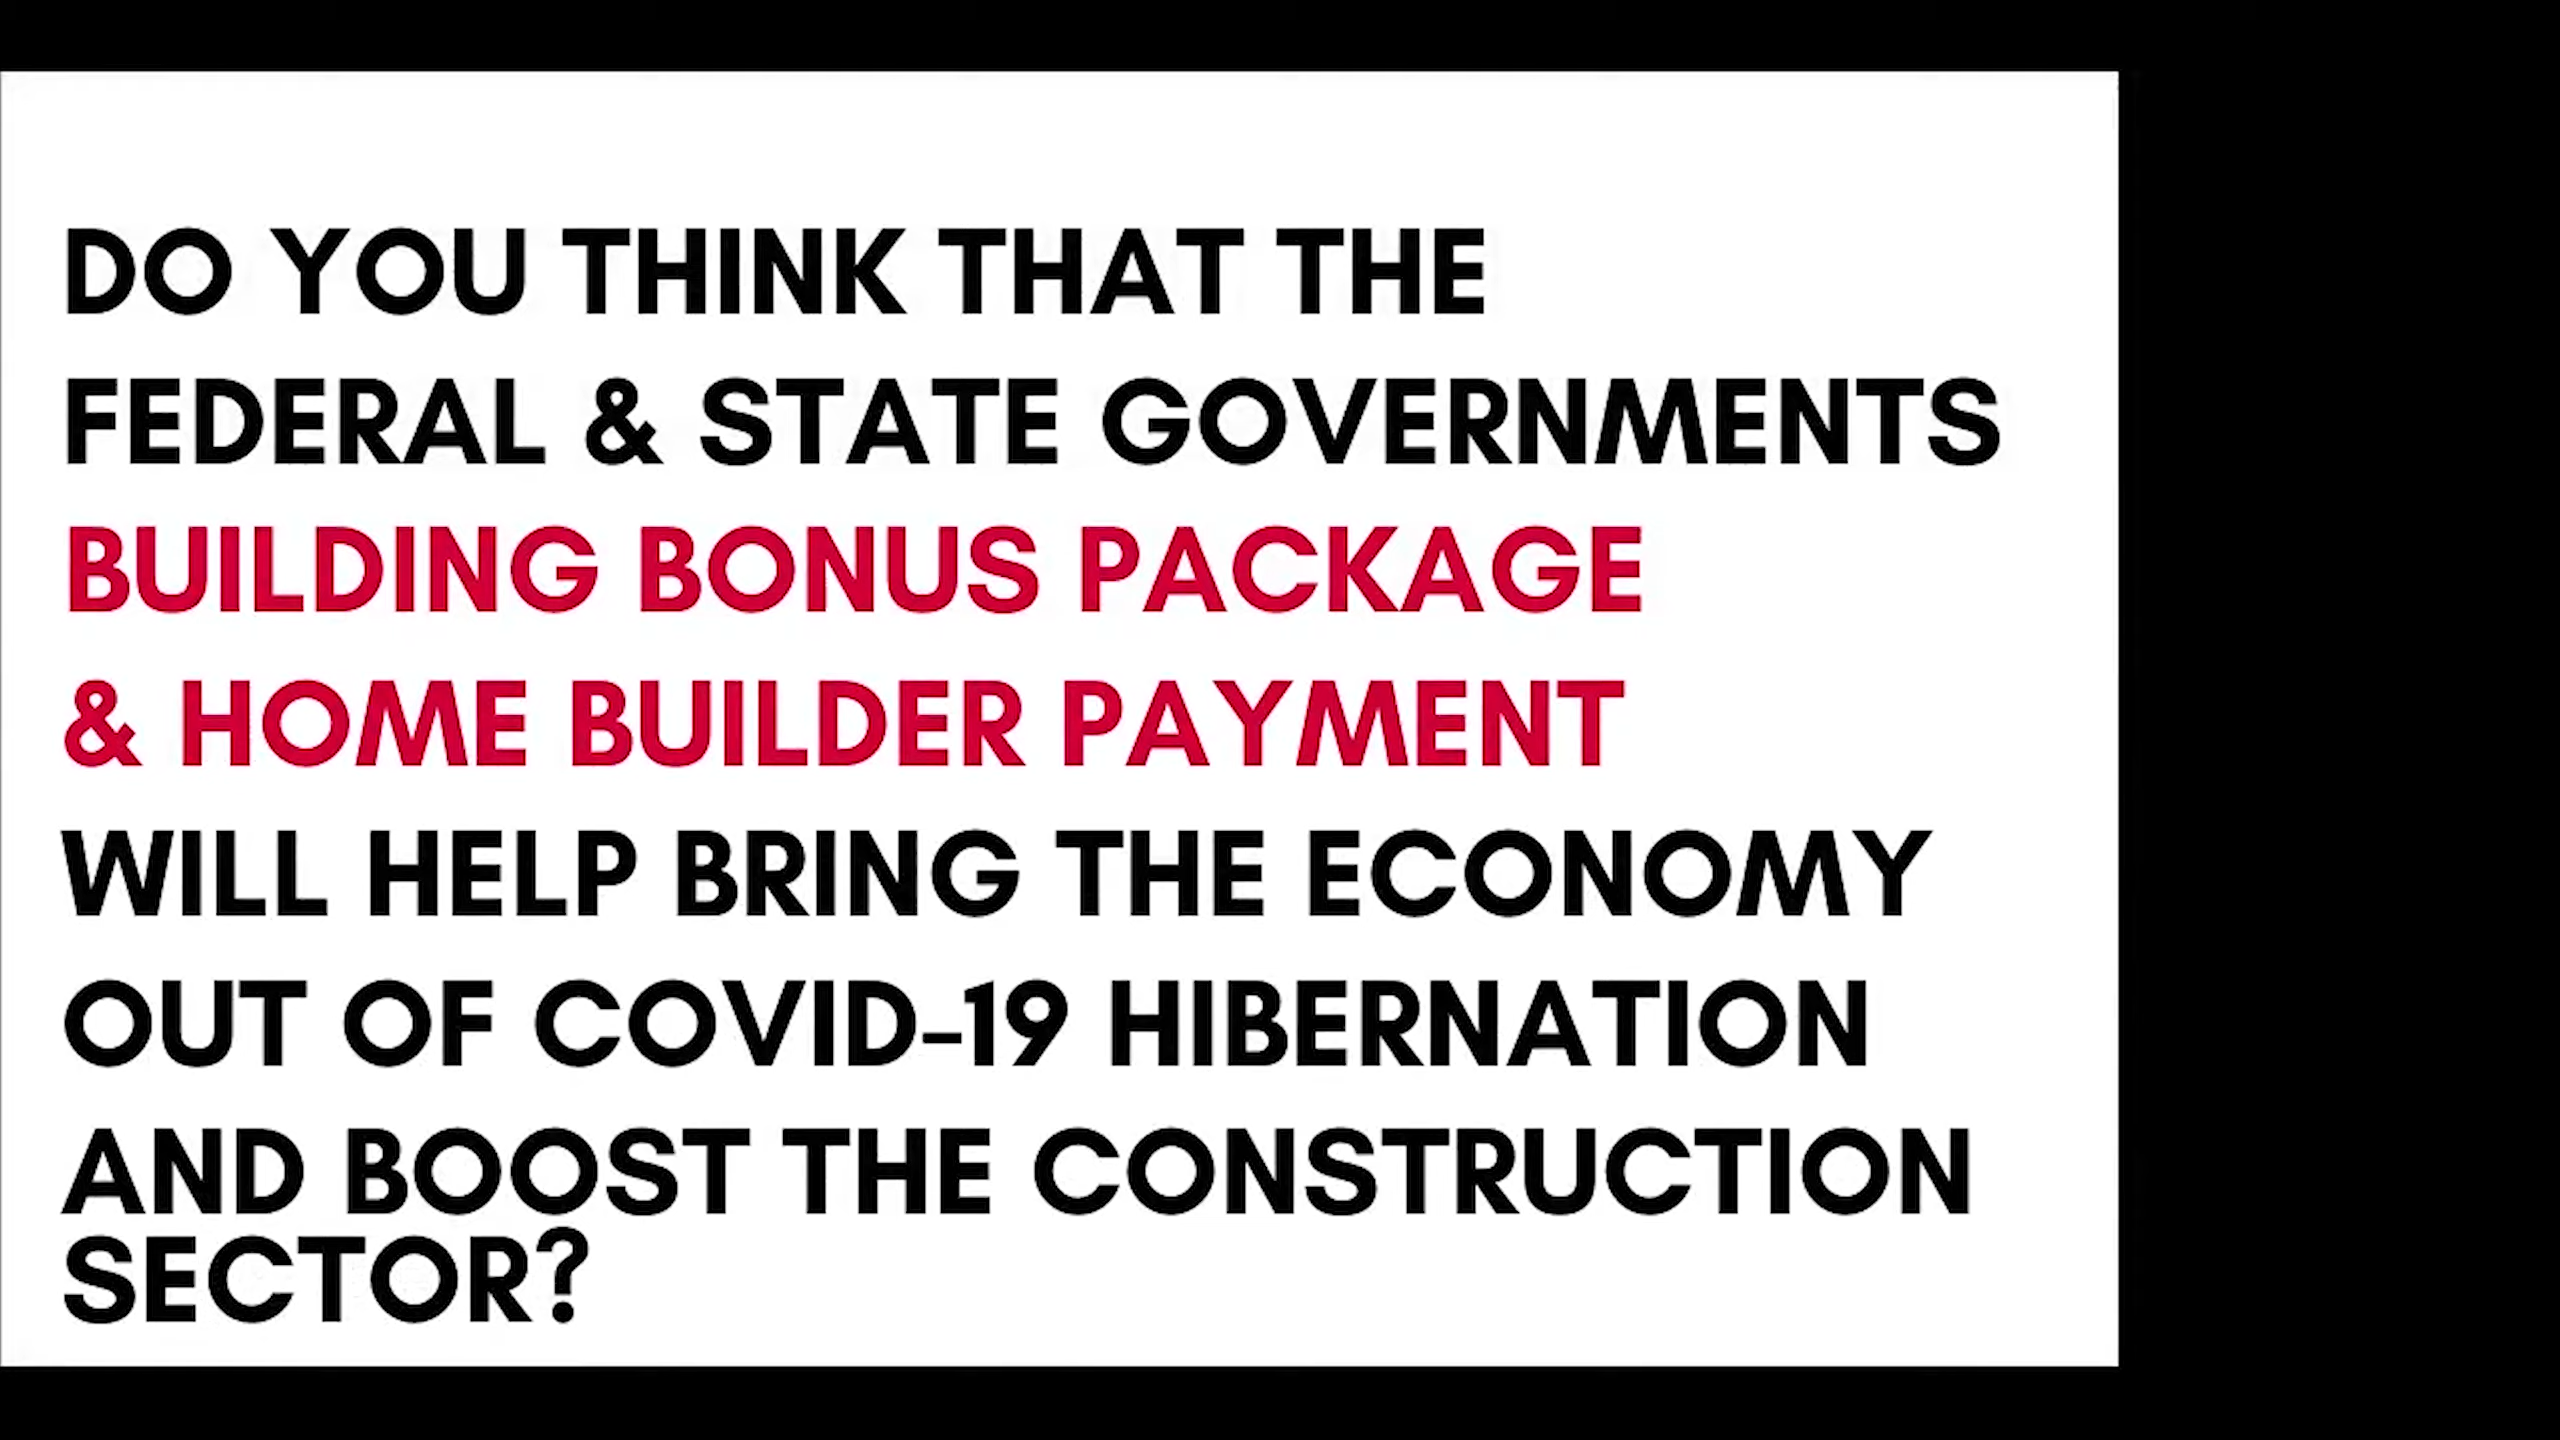 DO YOU THINK THAT THE
FEDERAL & STATE GOVERNMENTS
BUILDING BONUS PACKAGE
& HOME BUILDER PAYMENT
WILL HELP BRING THE ECONOMY
OUT OF COVID-19 HIBERNATION
AND BOOST THE CONSTRUCTION
SECTOR?